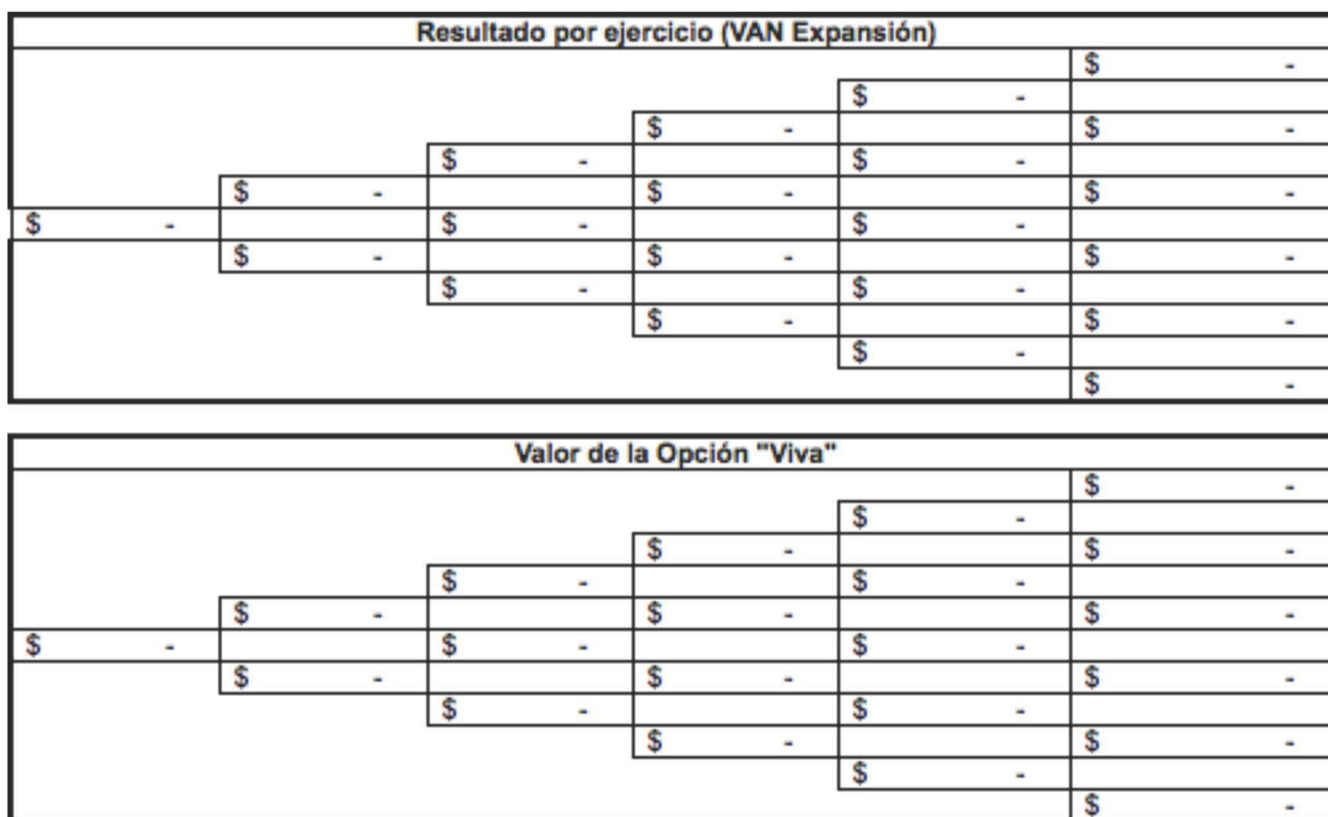 Resultado por ejercicio (VAN Expansión)
$ -
$ -
$ - $ -
$ - $ -
$ - $ - $ -
$ - $ - $ -
$ - $ - $ -
$ - $ -
$ - $ -
$ -
$ -
Valor de la Opción "Viva"
$ -
$ -
$ - $ -
$ - $ -
$ - $ - $ -
$ - $ - $ -
$ - $ - $ -
$ - $ -
$ - $ -
$ -
$ -